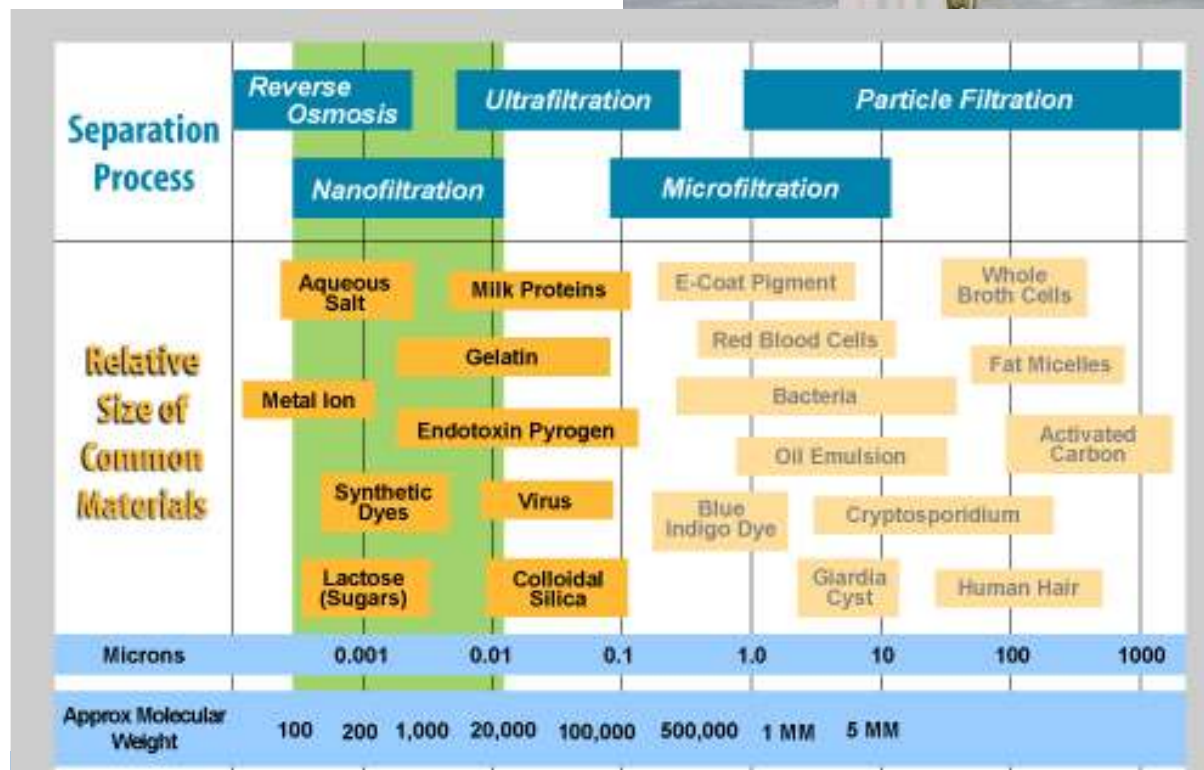 Separation
Process
Reverse
Osmosis
Ultrafiltration
Particle Filtration
Nanofiltration
Microfiltration
Relative
Size of
Common
Materials
Aqueous
Salt
Milk Proteins
E-Coat Pigment
Whole
Broth Cells
Gelatin
Red Blood Cells
Fat Micelles
Metal Ion
Bacteria
Endotoxin Pyrogen
Oil Emulsion
Activated
Carbon
Synthetic
Dyes
Virus
Blue
Indigo Dye
Cryptosporidium
Lactose
(Sugars)
Colloidal
Silica
Giardia
Cyst
Human Hair
Microns 0.001 0.01 0.1 1.0 10 100 1000
Approx Molecular
Weight
100 200 1,000 20,000 100,000 500,000 1 MM 5 MM